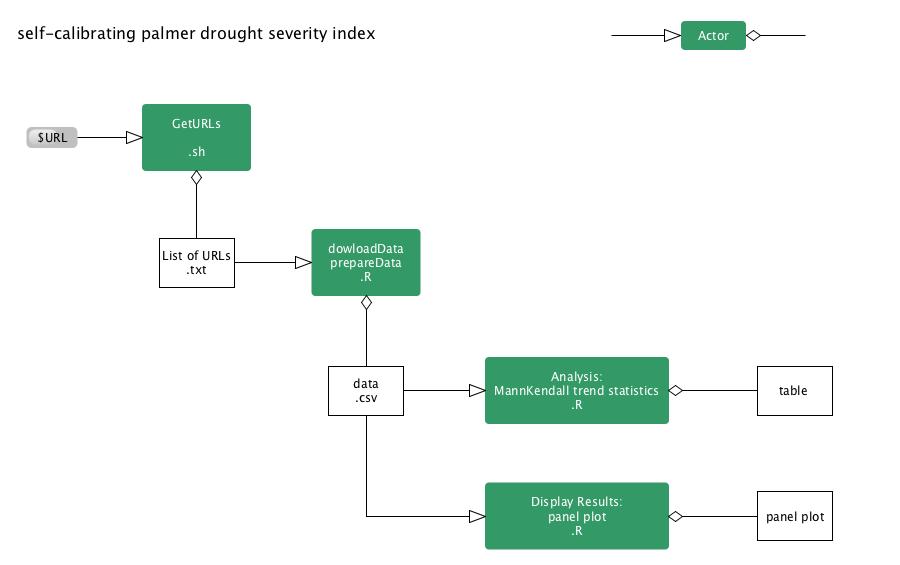 self-calibrating palmer drought severity index
Actor
$URL
GetURLs
.sh
List of URLs
.txt
dowloadData
prepareData
.R
data
.csv
Analysis:
MannKendall trend statistics
.R
table
Display Results:
panel plot
.R
panel plot